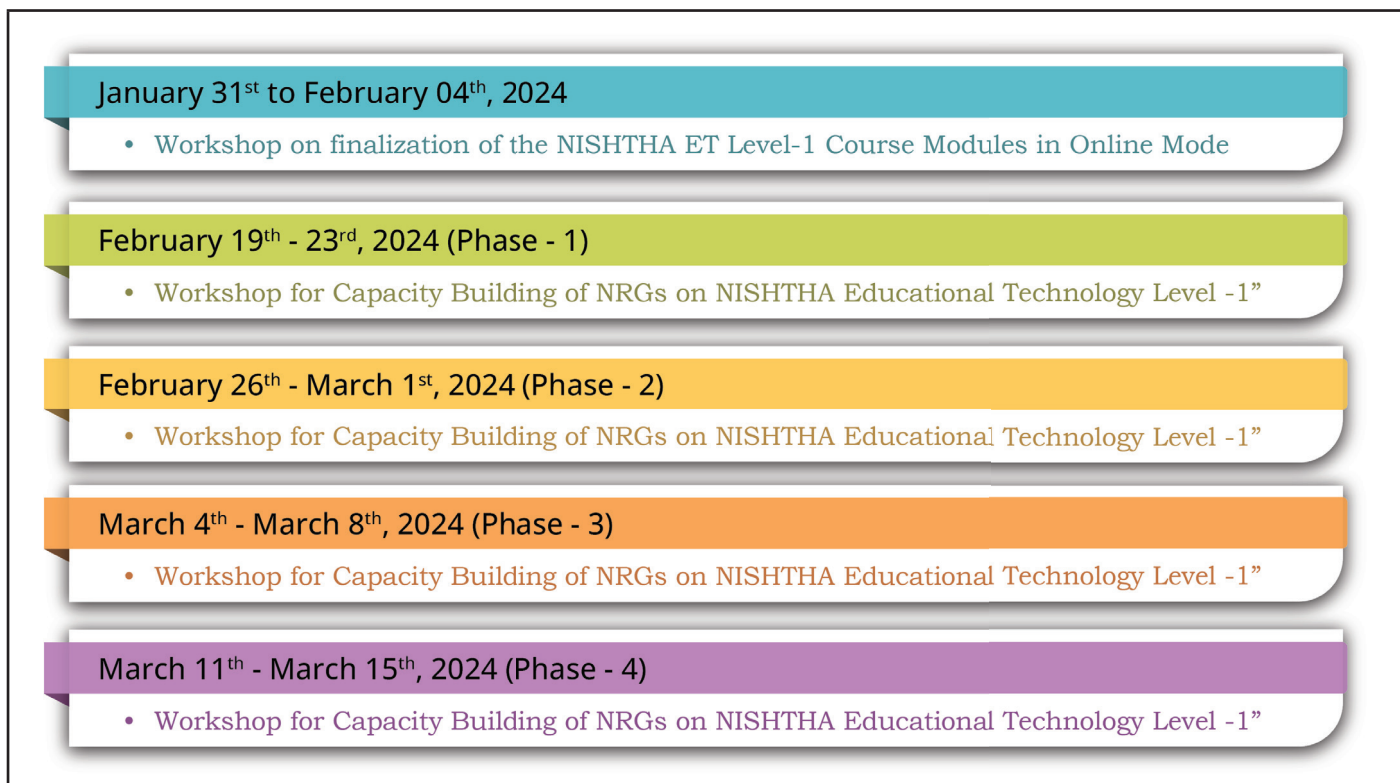 January 31st to February 04th, 2024
• Workshop on finalization of the NISHTHA ET Level-1 Course Modules in Online Mode
February 19th - 23rd, 2024 (Phase - 1)
• Workshop for Capacity Building of NRGs on NISHTHA Educational Technology Level -1”
February 26th - March 1st, 2024 (Phase - 2)
• Workshop for Capacity Building of NRGs on NISHTHA Educational Technology Level -1”
March 4th - March 8th, 2024 (Phase - 3)
• Workshop for Capacity Building of NRGs on NISHTHA Educational Technology Level -1”
March 11th - March 15th, 2024 (Phase - 4)
• Workshop for Capacity Building of NRGs on NISHTHA Educational Technology Level -1”